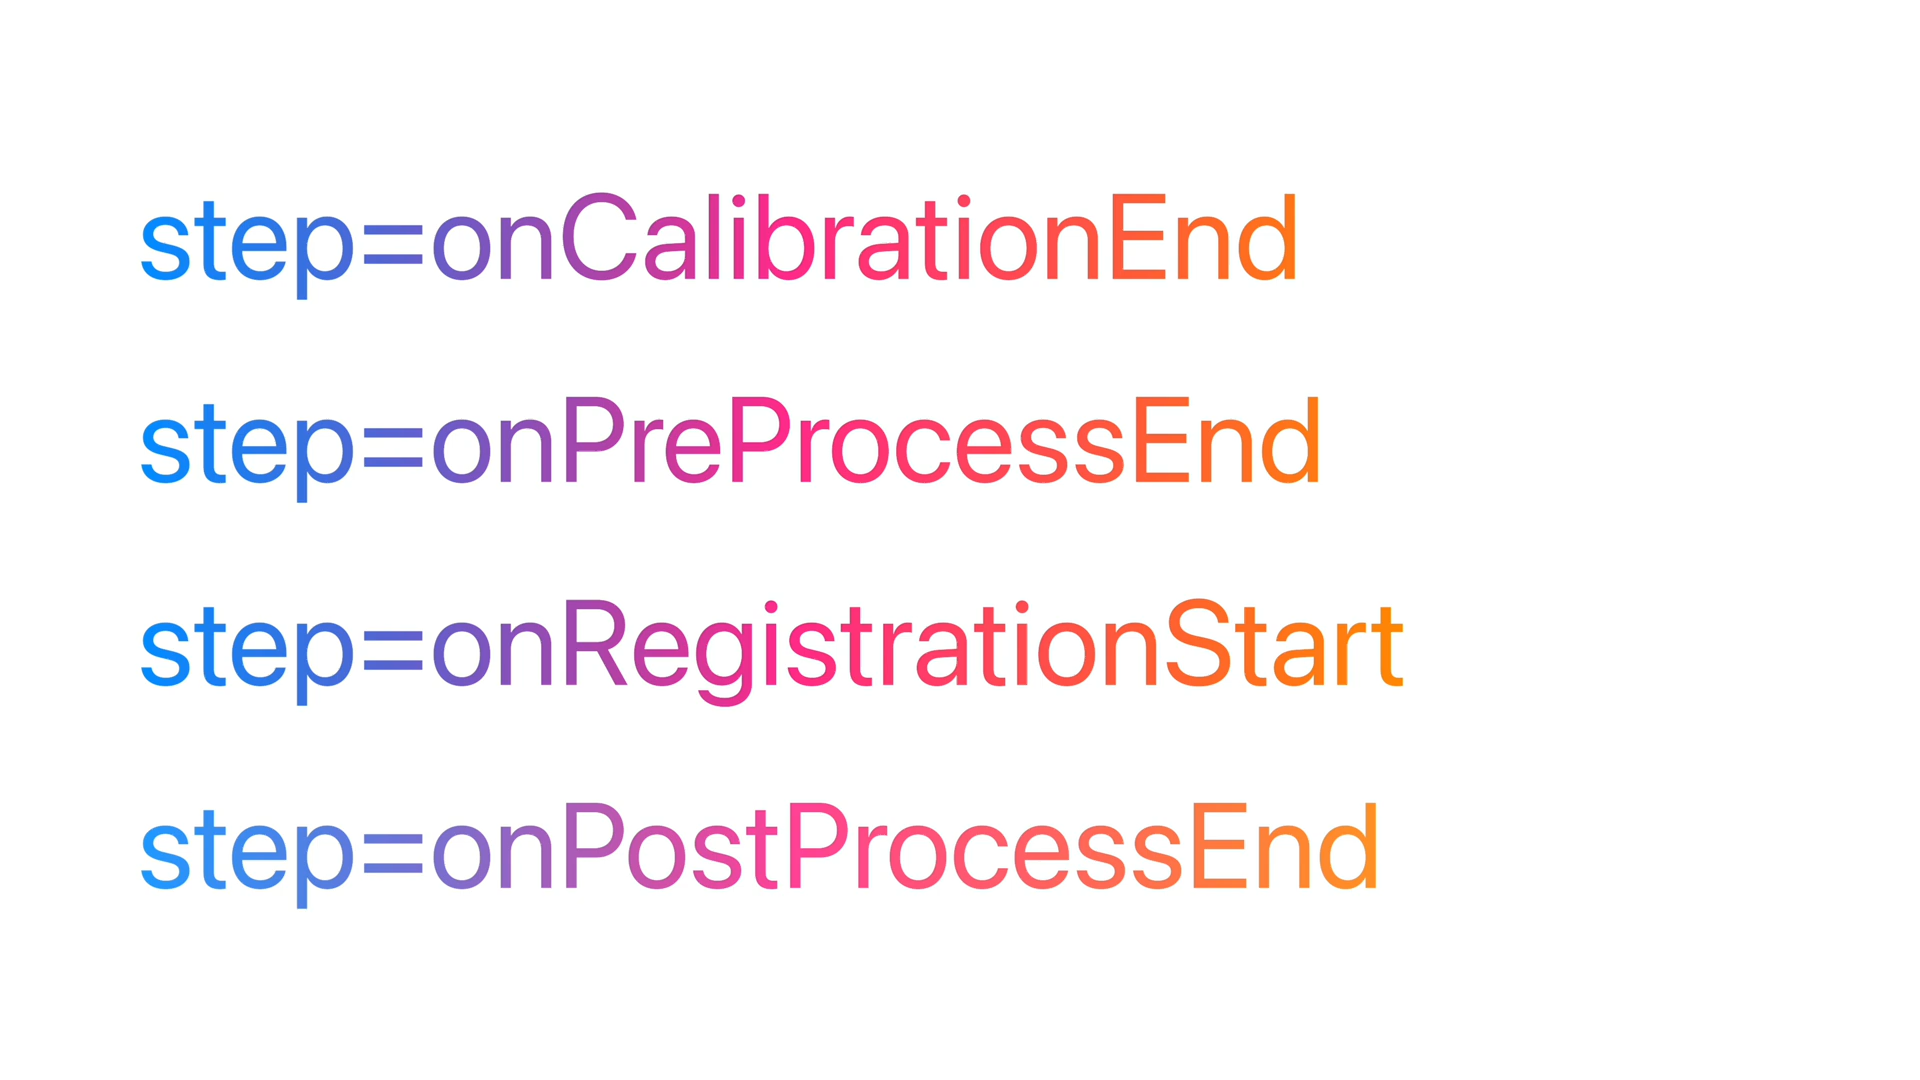 step=onCalibrationEnd
step=onPreProcessEnd
step=onRegistrationStart
step=onPostProcessEnd